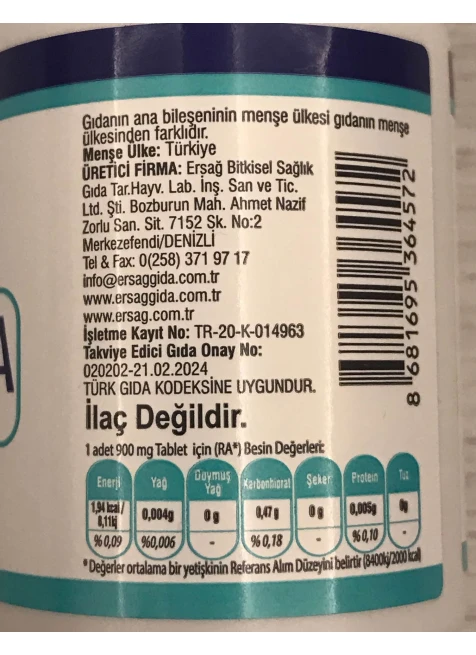 Gıdanın ana bileşeninin menşe ülkesi gıdanın menşe
ülkesinden farklıdır.
Menşe Ülke: Türkiye
ÜRETİCİ FİRMA: Erşağ Bitkisel Sağlık
Gıda Tar.Hayv. Lab. İnş. San ve Tic.
Ltd. Şti. Bozburun Mah. Ahmet Nazif
Zorlu San. Sit. 7152 Sk. No:2
Merkezefendi/DENİZLİ
Tel & Fax: 0(258) 371 97 17
info@ersaggida.com.tr
www.ersaggida.com.tr
www.ersag.com.tr
İşletme Kayıt No: TR-20-K-014963
Takviye Edici Gıda Onay No:
020202-21.02.2024
TÜRK GIDA KODEKSİNE UYGUNDUR.
İlaç Değildir.
8 681695 364572
1 adet 900 mg Tablet için (RA*) Besin Değerleri:
Enerji Yağ Doymuş Yağ Karbonhidrat Şeker Protein Tuz
1,94 kcal/ 8,11kj 0,004g 0g 0,47g 0g 0,005g 0g
%0,09 %0,006 - %0,18 - %0,10 -
*Değerler ortalama bir yetişkinin Referans Alım Düzeyini belirtir (8400kj/2000 kcal)